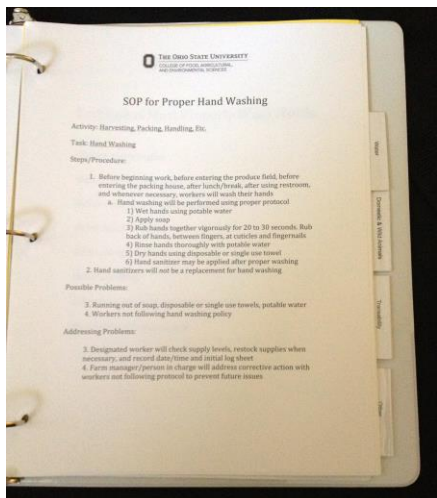 THE OHIO STATE UNIVERSITY
COLLEGE OF FOOD, AGRICULTURAL,
AND ENVIRONMENTAL SCIENCES
SOP for Proper Hand Washing
Activity: Harvesting, Packing, Handling, Etc.
Task: Hand Washing
Steps/Procedure:
1. Before beginning work, before entering the produce field, before
entering the packing house, after lunch/break, after using restroom,
and whenever necessary, workers will wash their hands
a. Hand washing will be performed using proper protocol
1) Wet hands using potable water
2) Apply soap
3) Rub hands together vigorously for 20 to 30 seconds. Rub
back of hands, between fingers, at cuticles and fingernails
4) Rinse hands thoroughly with potable water
5) Dry hands using disposable or single use towel
6) Hand sanitizer may be applied after proper washing
2. Hand sanitizers will not be a replacement for hand washing
Possible Problems:
3. Running out of soap, disposable or single use towels, potable water
4. Workers not following hand washing policy
Addressing Problems:
3. Designated worker will check supply levels, restock supplies when
necessary, and record date/time and initial log sheet
4. Farm manager/person in charge will address corrective action with
workers not following protocol to prevent future issues
Water
Domestic & Wild Animals
Traceability
Other